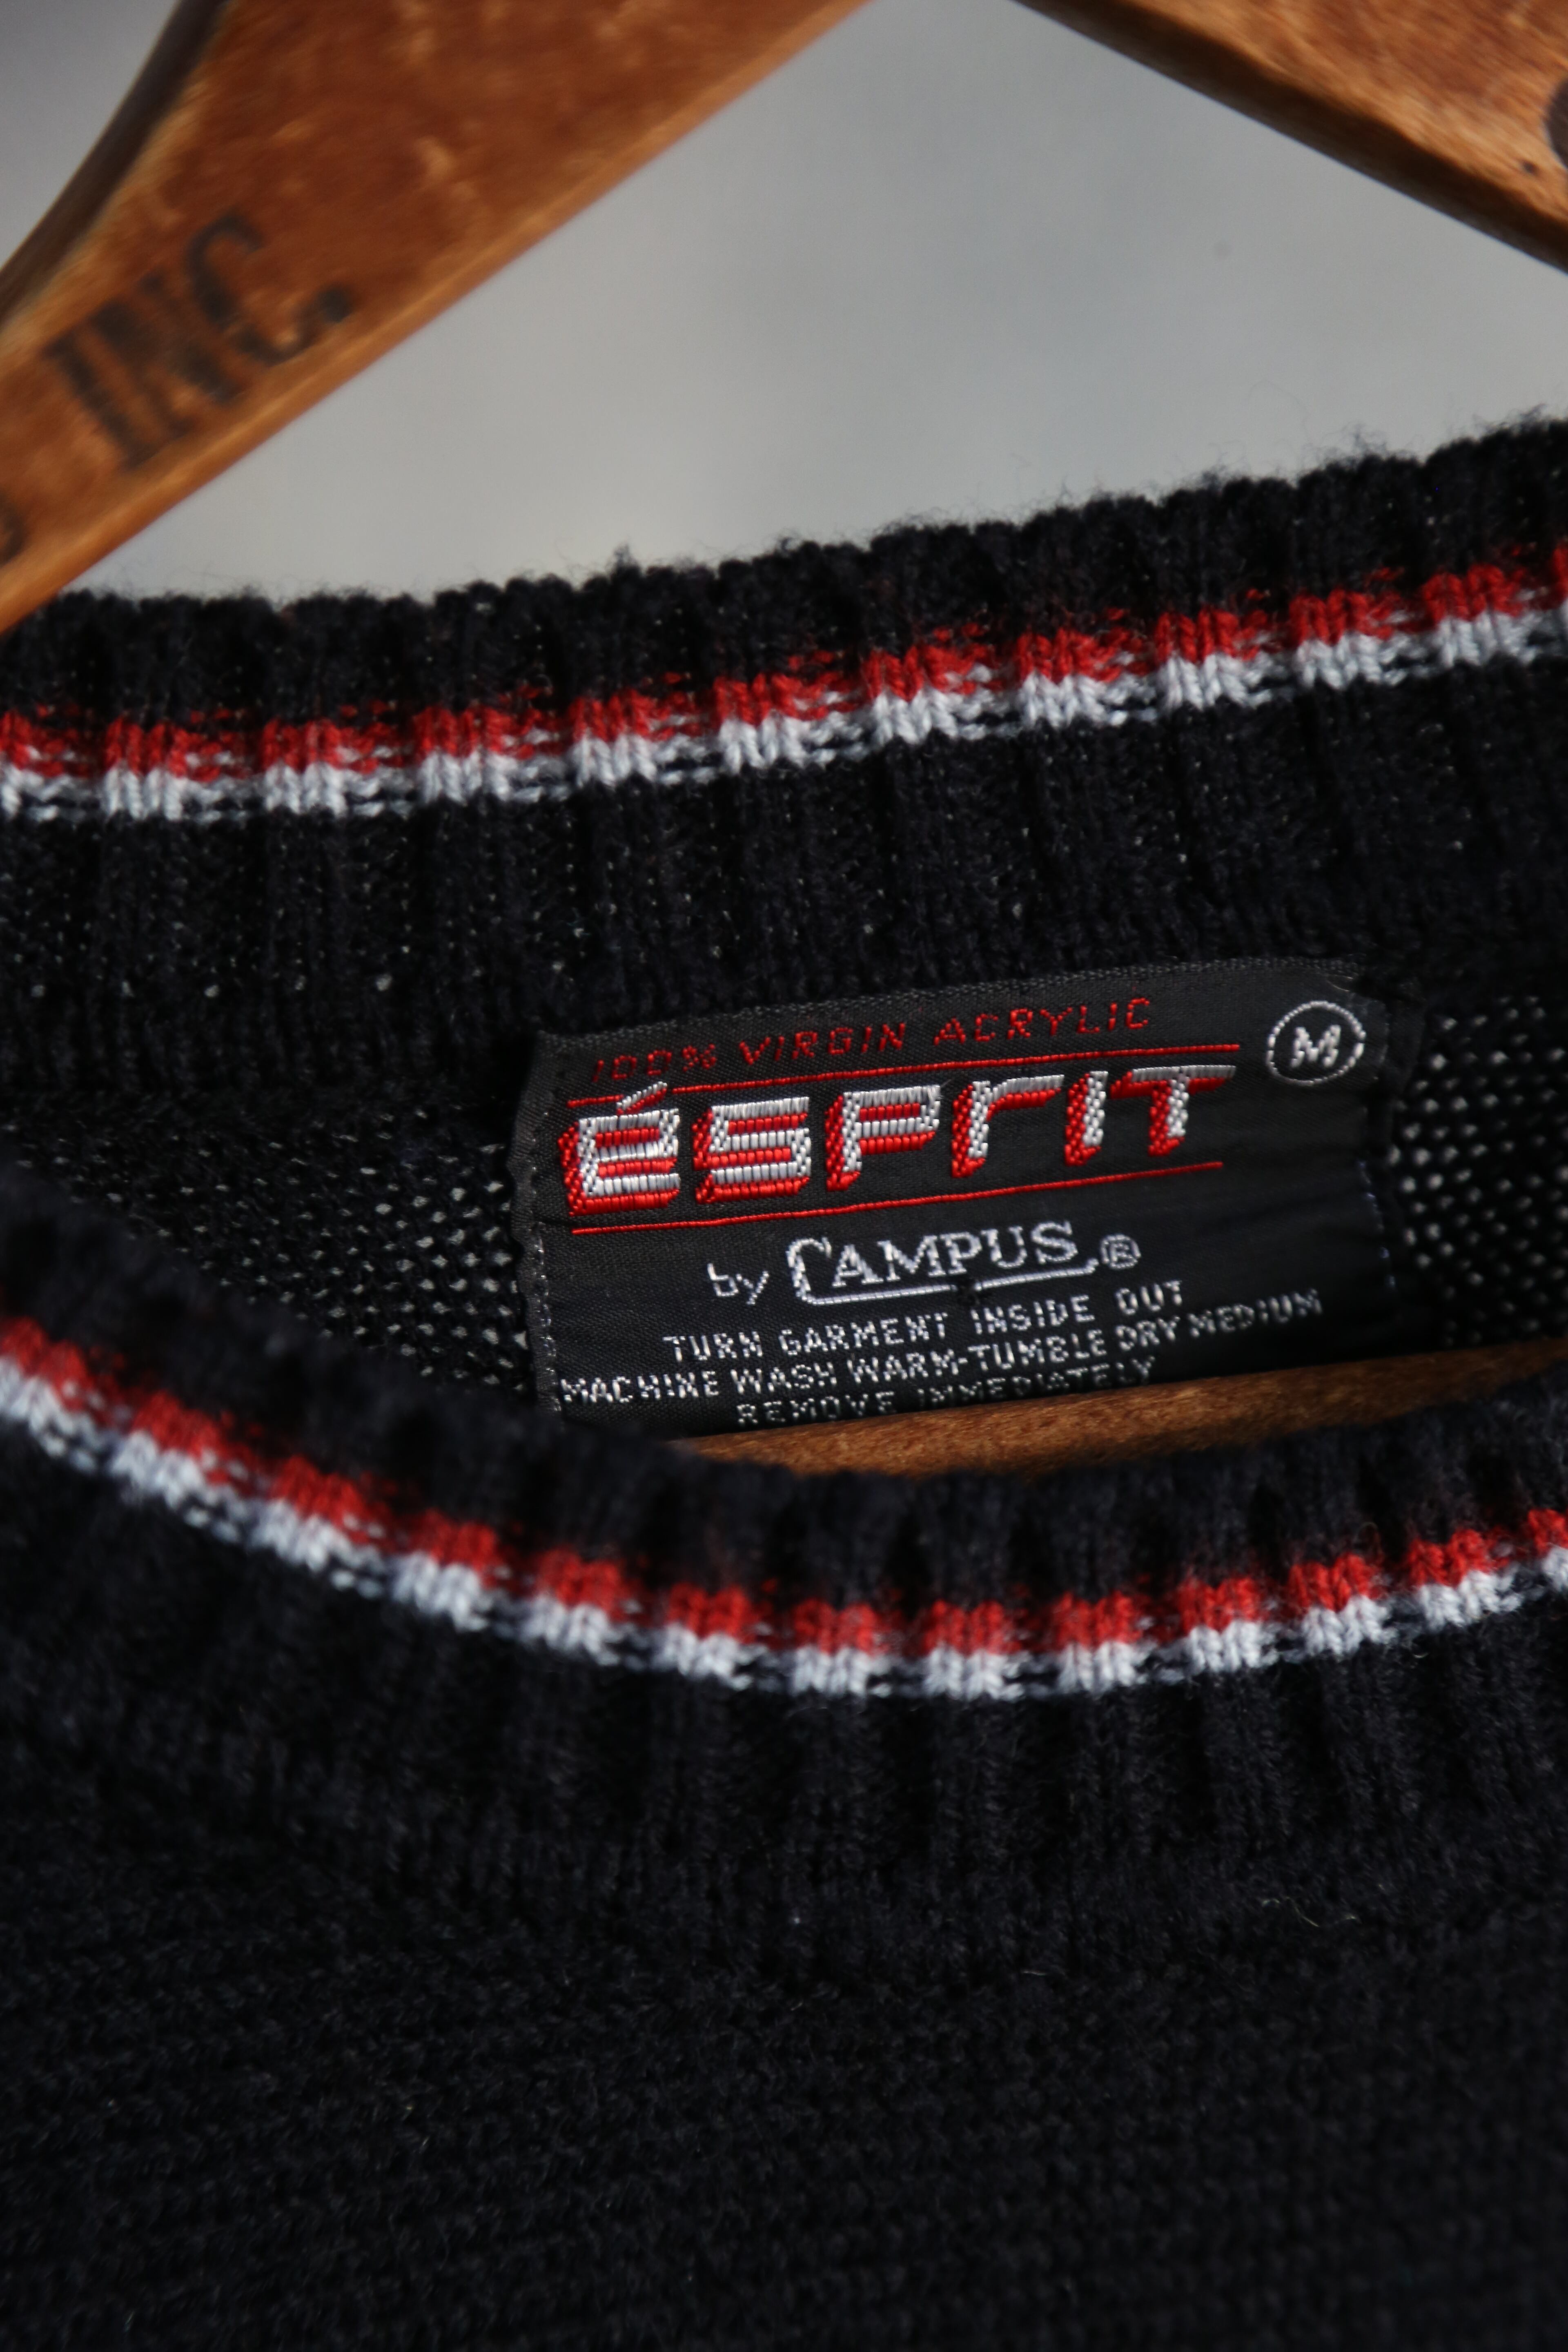 INC.
100% VIRGIN ACRYLIC
M
éSPrIT
by CAMPUS®
TURN GARMENT INSIDE OUT
MACHINE WASH WARM-TUMBLE DRY MEDIUM
REMOVE IMMEDIATELY